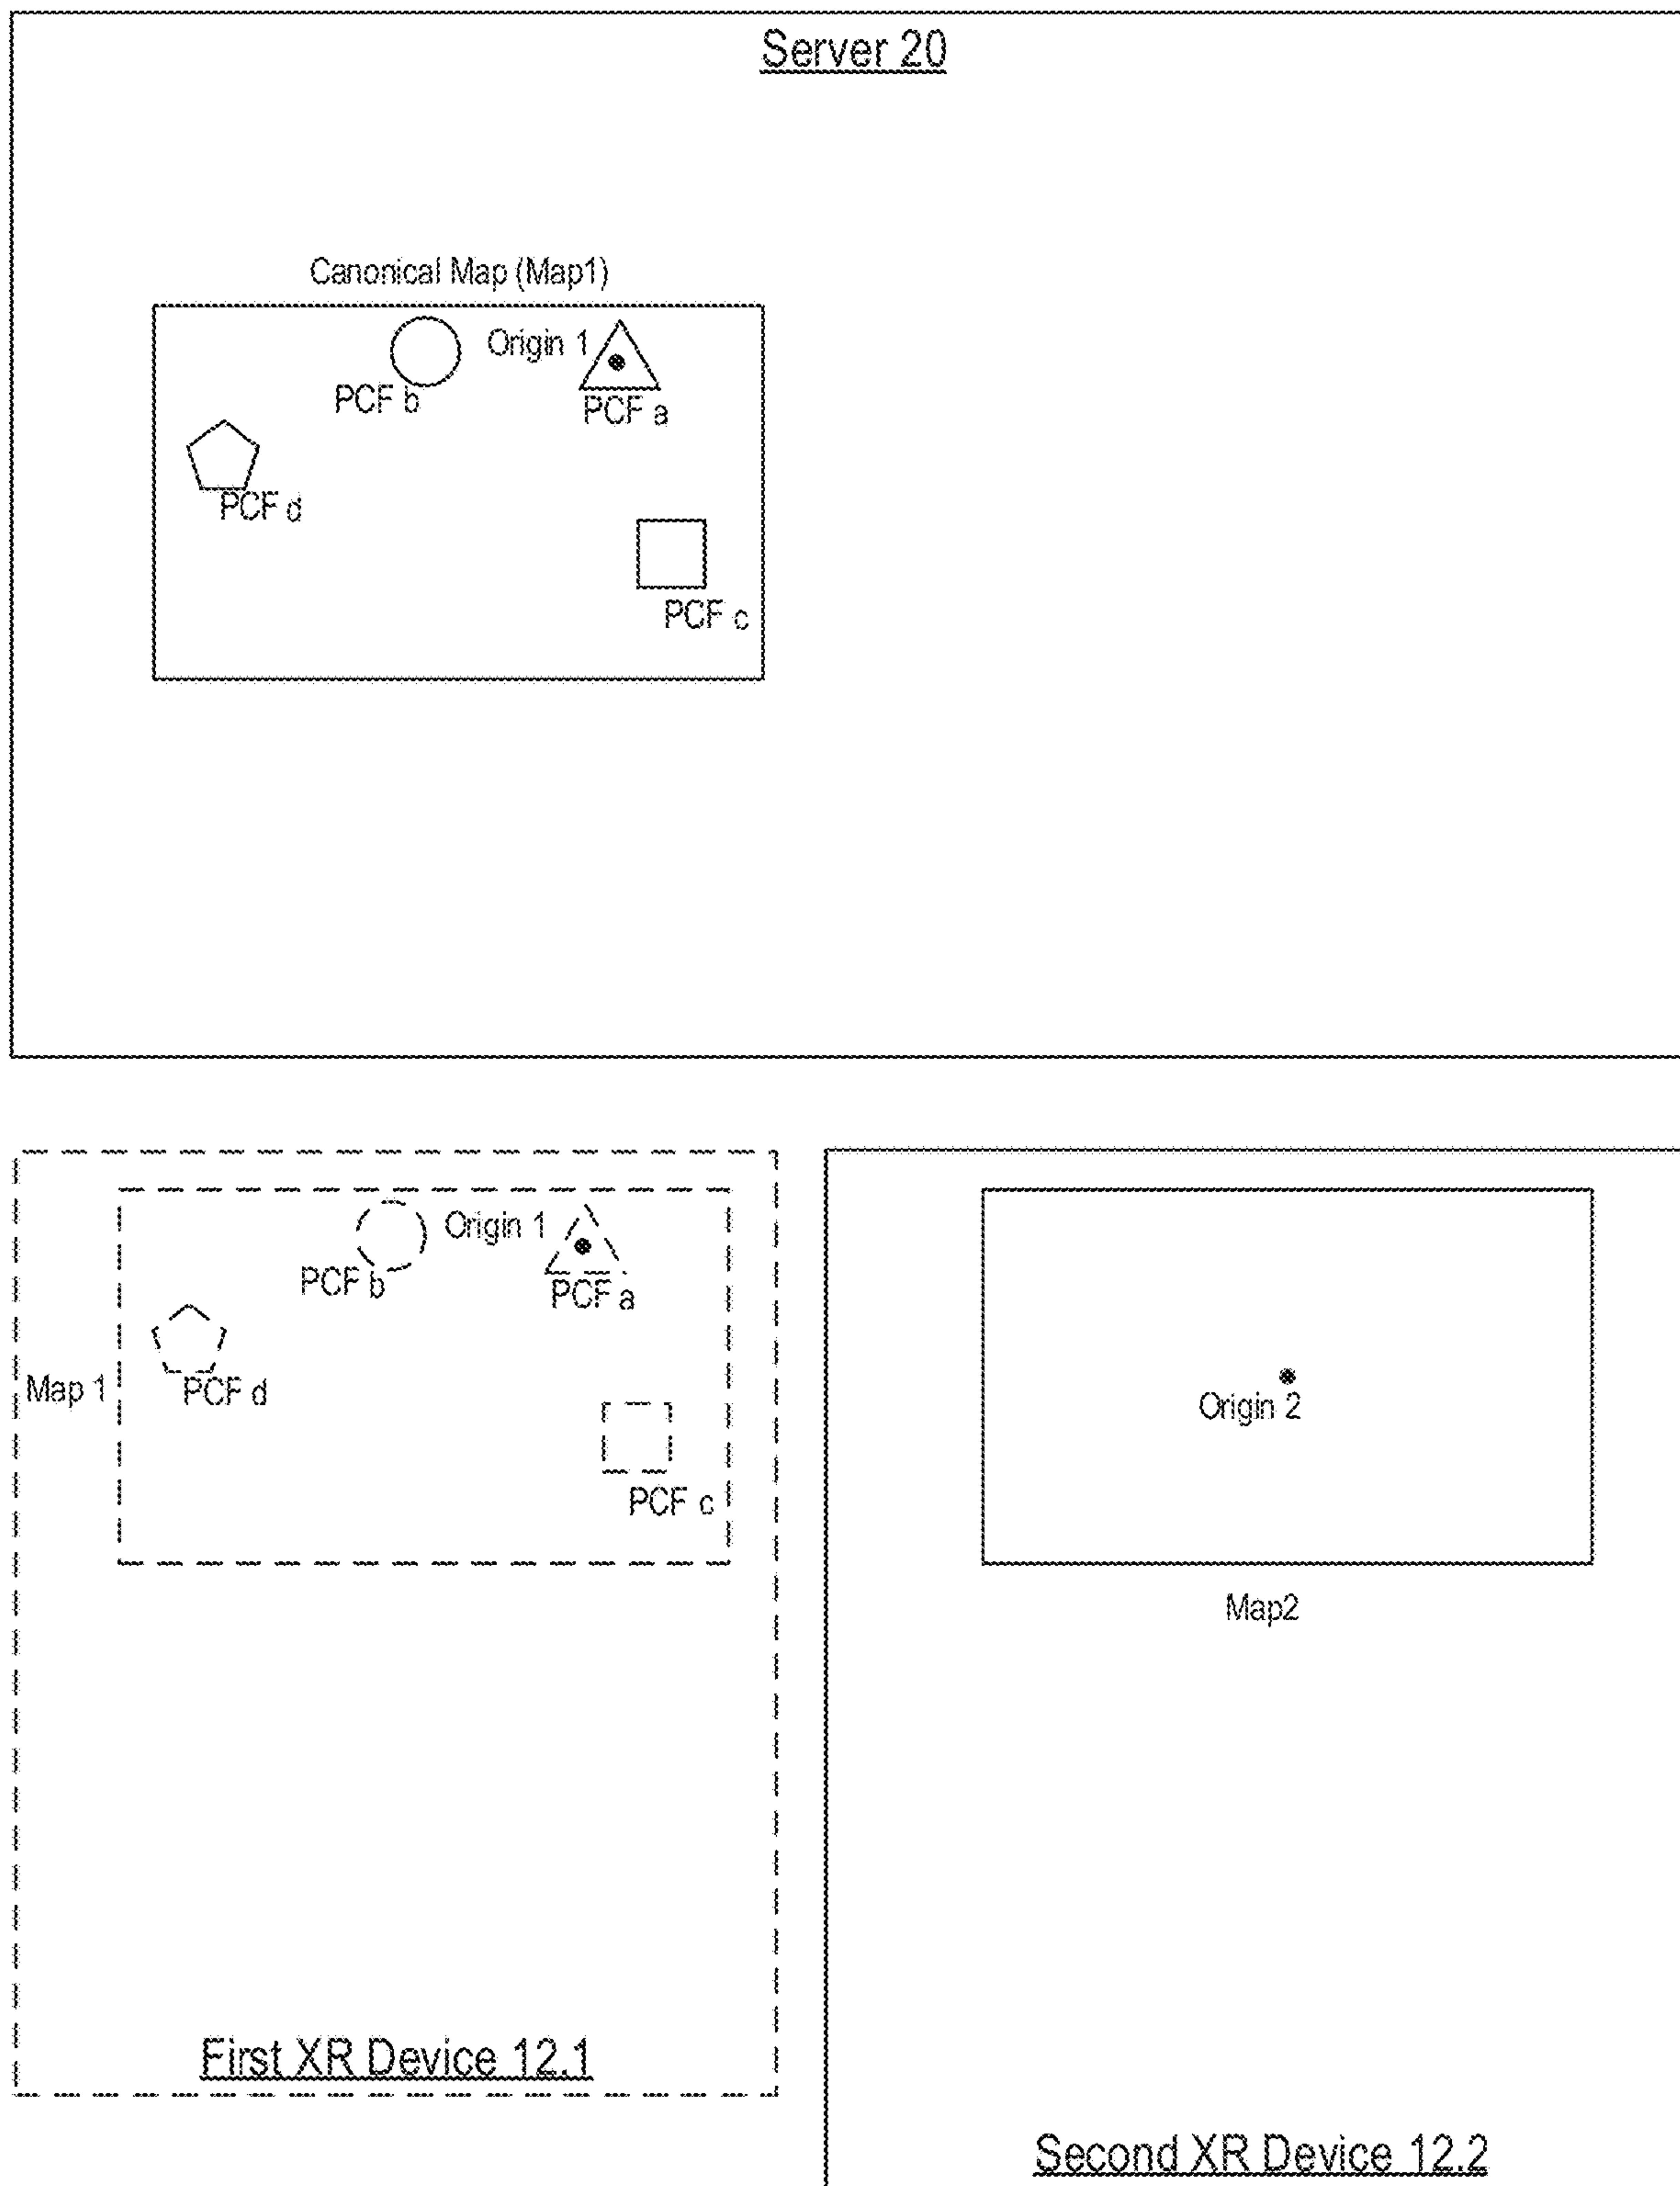 Server 20
Canonical Map (Map1)
Origin 1
PCF b
PCF a
PCF d
PCF c
Origin 1
PCF b
PCF a
Map 1
PCF d
PCF c
First XR Device 12.1
Origin 2
Map2
Second XR Device 12.2